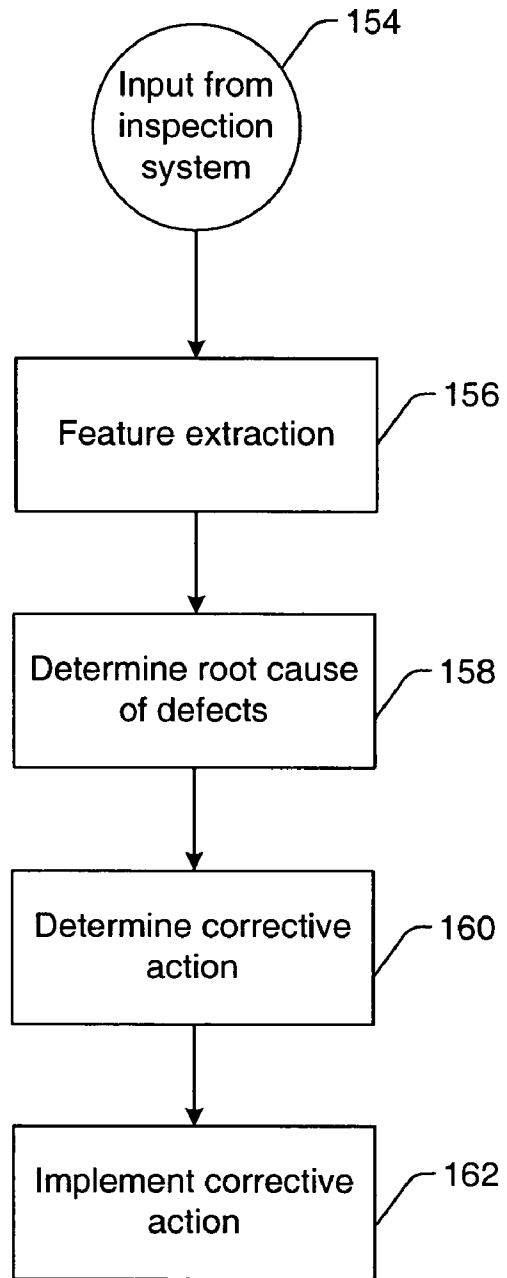 154
Input from
inspection
system
156
Feature extraction
158
Determine root cause
of defects
160
Determine corrective
action
162
Implement corrective
action